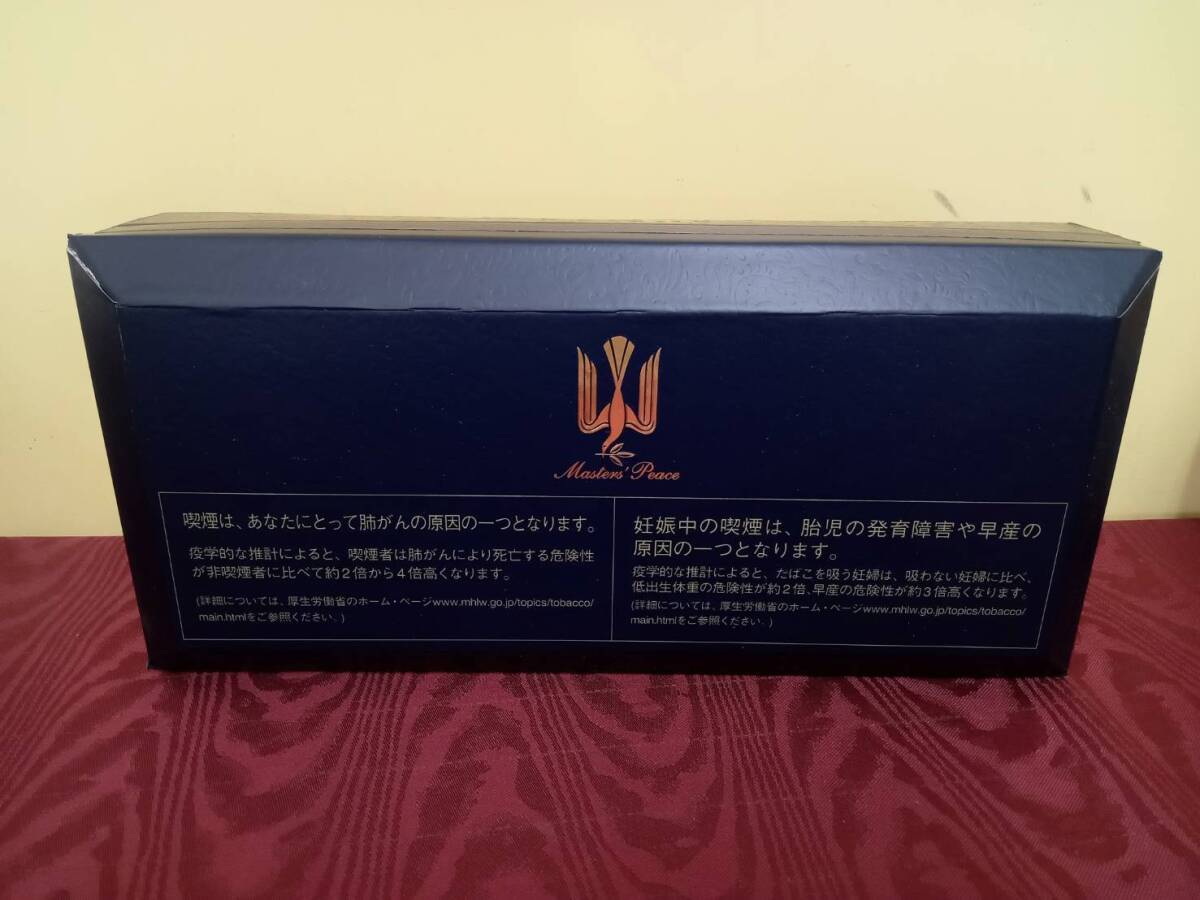 Masters' Peace
喫煙は、あなたにとって肺がんの原因の一つとなります。
疫学的な推計によると、喫煙者は肺がんにより死亡する危険性
が非喫煙者に比べて約2倍から4倍高くなります。
(詳細については、厚生労働省のホーム・ページwww.mhlw.go.jp/topics/tobacco/
main.htmlをご参照ください。)
妊娠中の喫煙は、胎児の発育障害や早産の
原因の一つとなります。
疫学的な推計によると、たばこを吸う妊婦は、吸わない妊婦に比べ、
低出生体重の危険性が約2倍、早産の危険性が約3倍高くなります。
(詳細については、厚生労働省のホーム・ページwww.mhlw.go.jp/topics/tobacco/
main.htmlをご参照ください。)